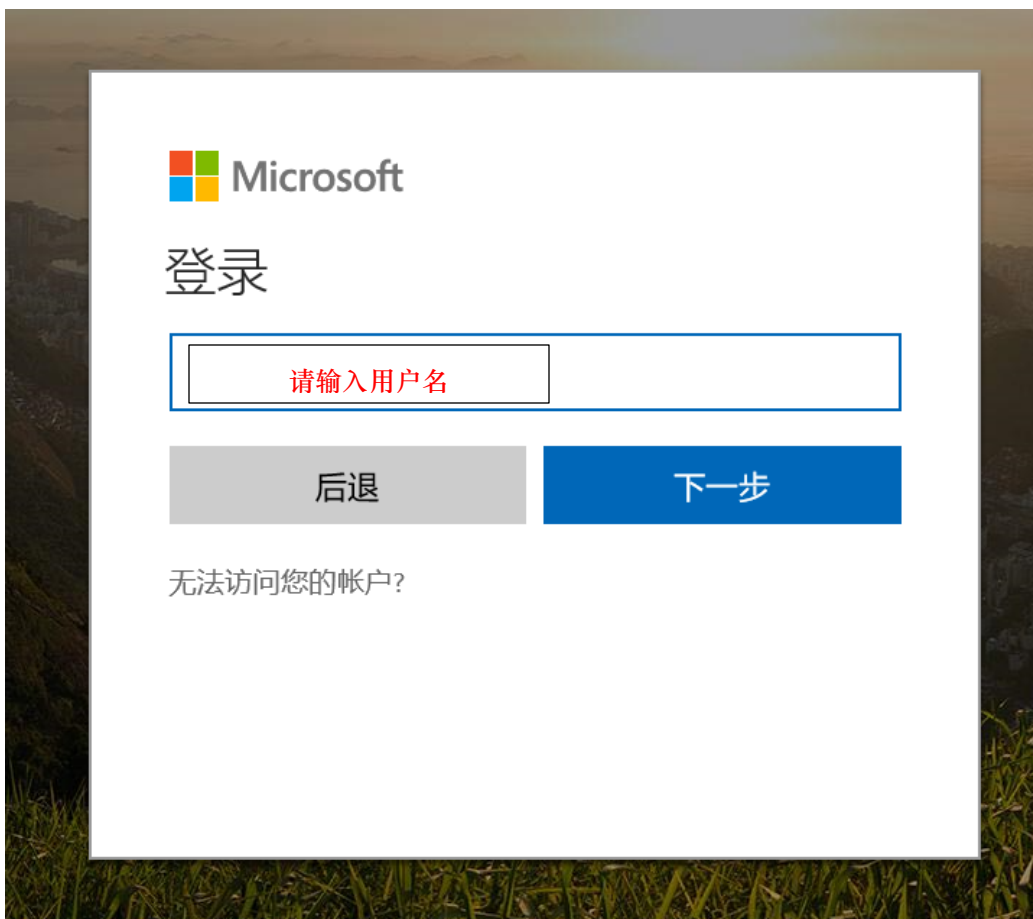 Microsoft
登录
请输入用户名
后退
下一步
无法访问您的帐户?